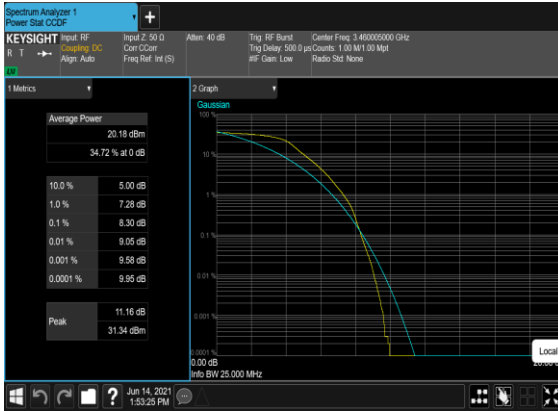 Spectrum Analyzer 1
Power Stat CCDF
+
KEYSIGHT
R T
LXI
Input: RF
Coupling: DC
Align: Auto
Input Z: 50 Ω
Corr CCorr
Freq Ref: Int (S)
Atten: 40 dB
Trig: RF Burst
Trig Delay: 500.0 µs
#IF Gain: Low
Center Freq: 3.460005000 GHz
Counts: 1.00 M/1.00 Mpt
Radio Std: None
1 Metrics
Average Power
20.18 dBm
34.72 % at 0 dB
10.0 % 5.00 dB
1.0 % 7.28 dB
0.1 % 8.30 dB
0.01 % 9.05 dB
0.001 % 9.58 dB
0.0001 % 9.95 dB
Peak
11.16 dB
31.34 dBm
2 Graph
Gaussian
100 %
10 %
1 %
0.1 %
0.01 %
0.001 %
0.0001 %
0.00 dB
Info BW 25.000 MHz
Local
?
Jun 14, 2021
1:53:25 PM